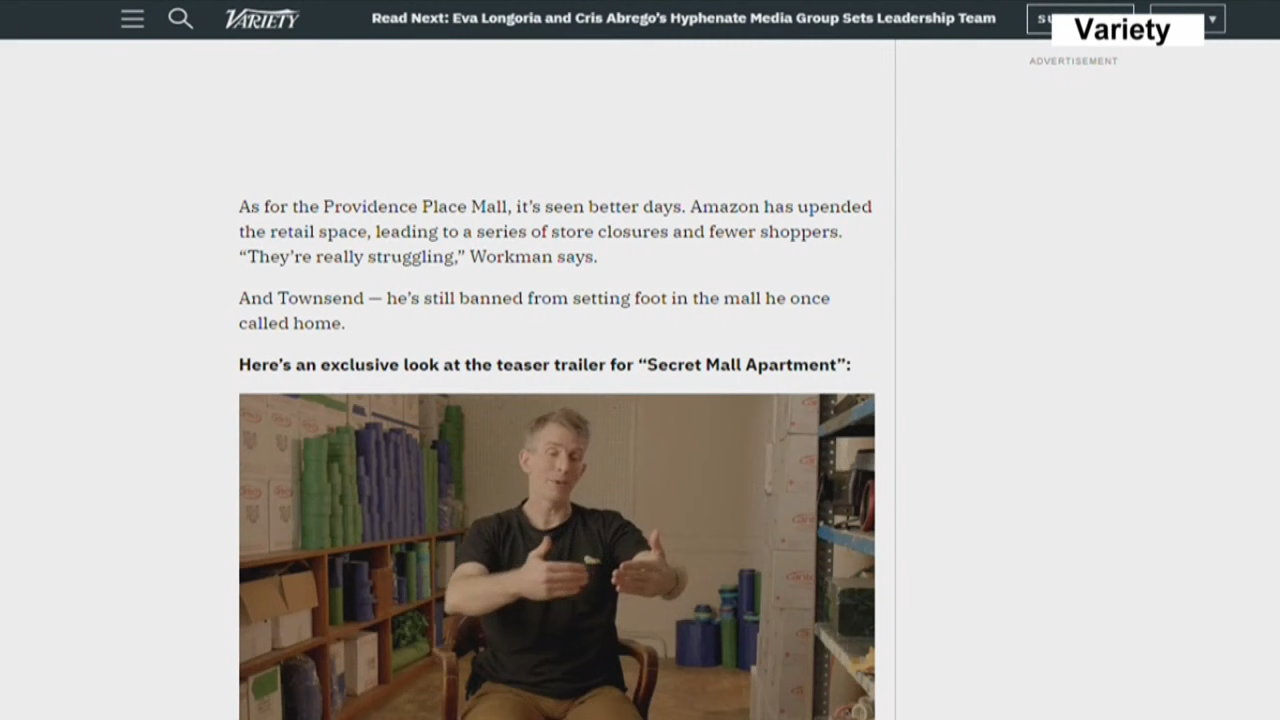 VARIETY
Read Next: Eva Longoria and Cris Abrego's Hyphenate Media Group Sets Leadership Team
Variety
ADVERTISEMENT
As for the Providence Place Mall, it's seen better days. Amazon has upended
the retail space, leading to a series of store closures and fewer shoppers.
“They're really struggling,” Workman says.
And Townsend — he's still banned from setting foot in the mall he once
called home.
Here's an exclusive look at the teaser trailer for “Secret Mall Apartment”: